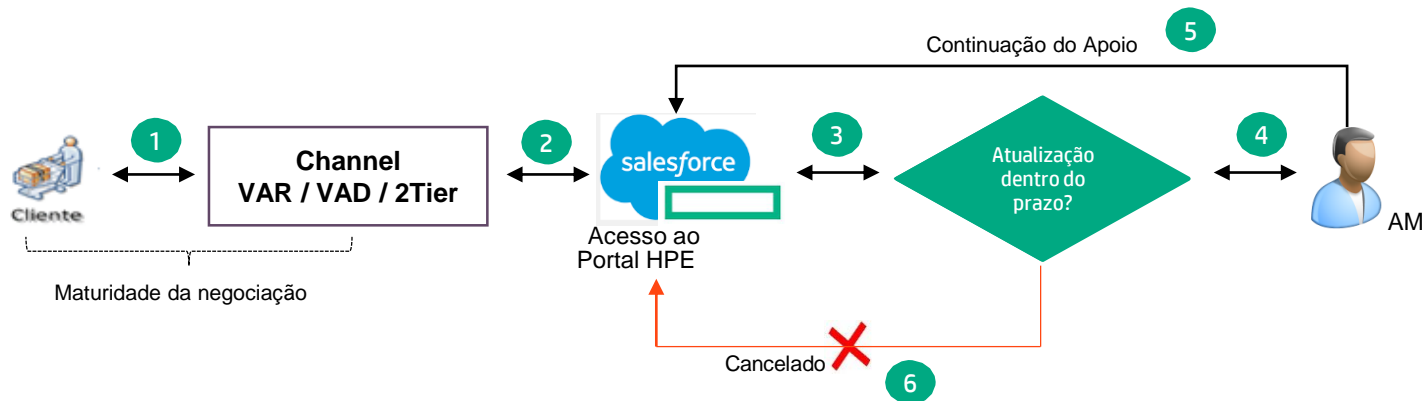 5
Continuação do Apoio
1
Channel
VAR / VAD / 2Tier
2
salesforce
3
Atualização
dentro do
prazo?
4
Cliente
AM
Acesso ao
Portal HPE
Maturidade da negociação
Cancelado
6